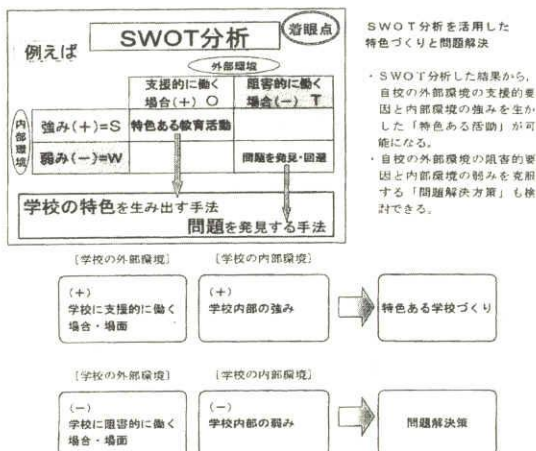 例えば
SWOT分析
着眼点
外部環境
支援的に働く
場合(+) O
阻害的に働く
場合(−) T
内部環境
強み(+)=S
特色ある教育活動
弱み(−)=W
問題を発見・回避
学校の特色を生み出す手法
問題を発見する手法
SWOT分析を活用した
特色づくりと問題解決
・SWOT分析した結果から、
自校の外部環境の支援的要
因と内部環境の強みを生か
した「特色ある活動」が可
能になる。
・自校の外部環境の阻害的要
因と内部環境の弱みを克服
する「問題解決方策」も検
討できる。
［学校の外部環境］
［学校の内部環境］
(+)
学校に支援的に働く
場合・場面
(+)
学校内部の強み
特色ある学校づくり
［学校の外部環境］
［学校の内部環境］
(−)
学校に阻害的に働く
場合・場面
(−)
学校内部の弱み
問題解決策